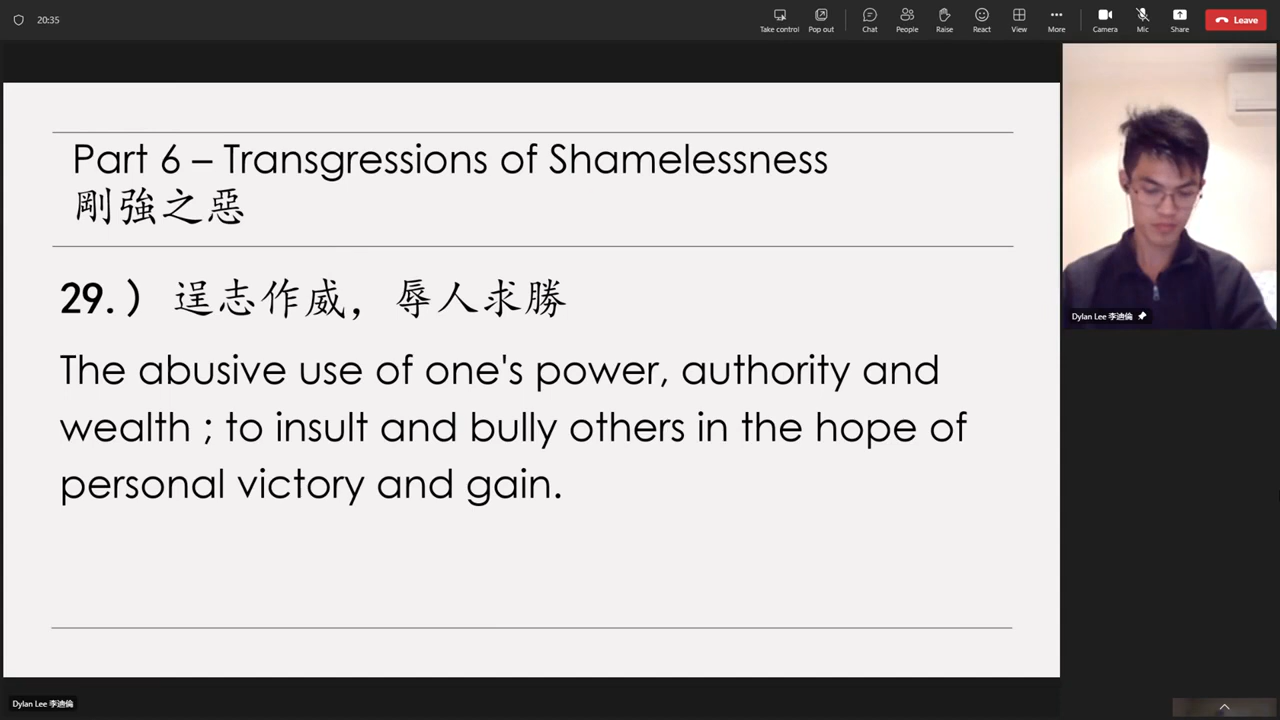 20:35
Take control
Pop out
Chat
People
Raise
React
View
More
Camera
Mic
Share
Leave
Part 6 – Transgressions of Shamelessness
剛強之惡
29.) 逞志作威，辱人求勝
The abusive use of one's power, authority and
wealth ; to insult and bully others in the hope of
personal victory and gain.
Dylan Lee 李迪倫
Dylan Lee 李迪倫